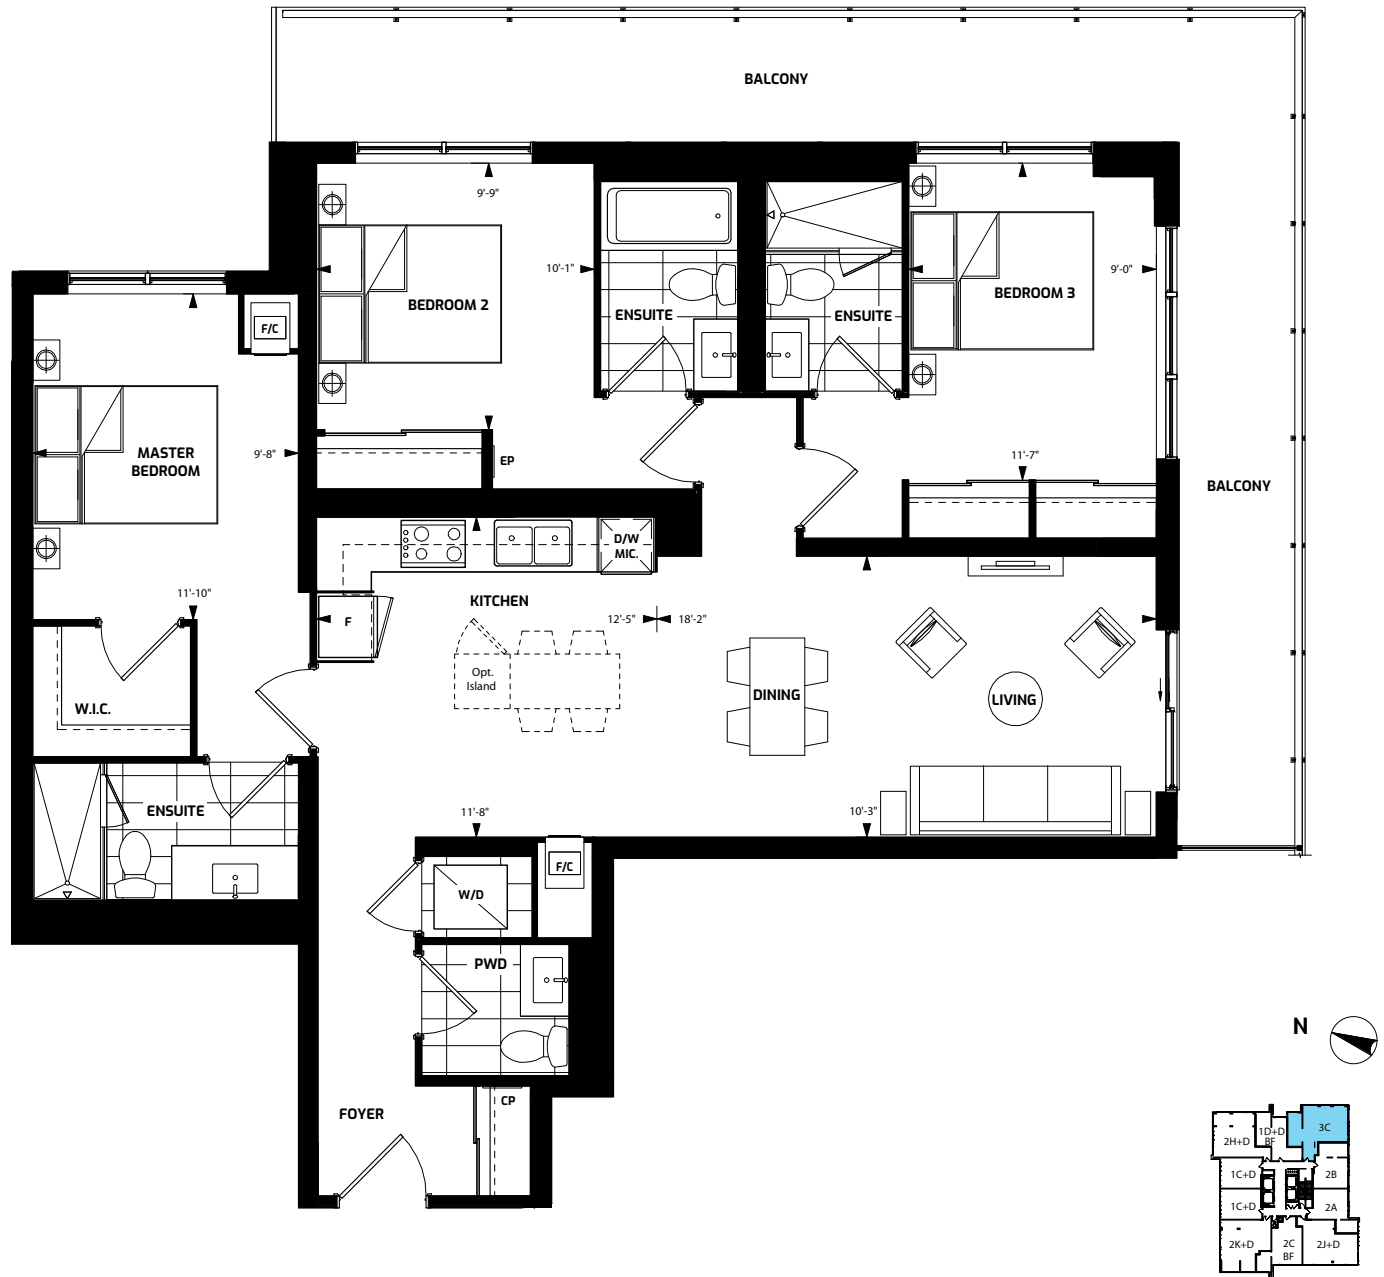 BALCONY
9'-9"
10'-1"
BEDROOM 2
ENSUITE
ENSUITE
9'-0"
BEDROOM 3
F/C
MASTER
BEDROOM
9'-8"
EP
11'-7"
BALCONY
D/W
MIC.
11'-10"
KITCHEN
F
12'-5"
18'-2"
Opt.
Island
DINING
LIVING
W.I.C.
ENSUITE
11'-8"
10'-3"
F/C
W/D
PWD
CP
FOYER
N
3C
1D+D
BF
2H+D
1C+D
2B
1C+D
2A
2K+D
2C
BF
2J+D